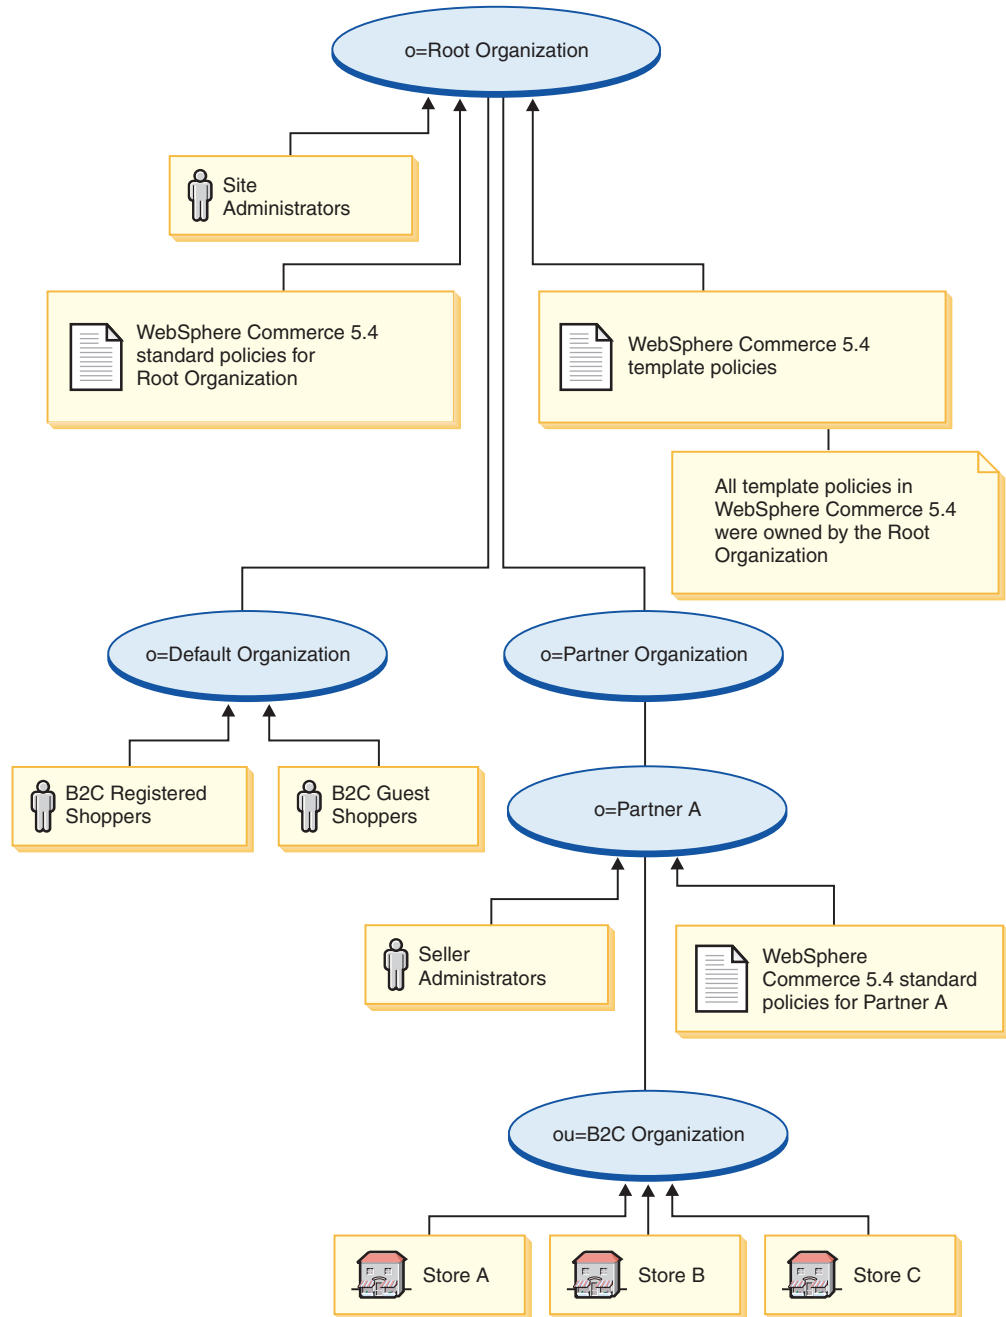 o=Root Organization
Site
Administrators
WebSphere Commerce 5.4
standard policies for
Root Organization
WebSphere Commerce 5.4
template policies
All template policies in
WebSphere Commerce 5.4
were owned by the Root
Organization
o=Default Organization
o=Partner Organization
B2C Registered
Shoppers
B2C Guest
Shoppers
o=Partner A
Seller
Administrators
WebSphere
Commerce 5.4 standard
policies for Partner A
ou=B2C Organization
Store A
Store B
Store C